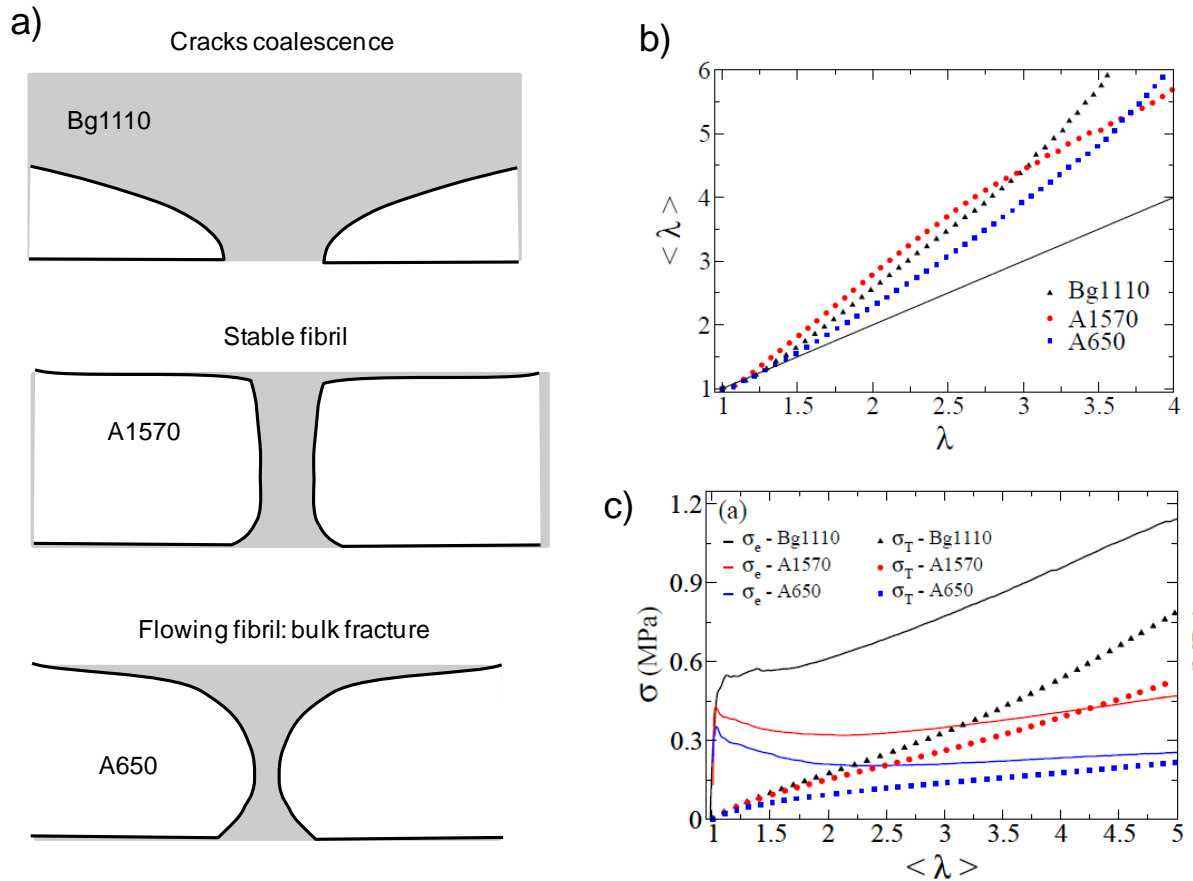 a)
Cracks coalescence
Bg1110
Stable fibril
A1570
Flowing fibril: bulk fracture
A650
b)
6
5
4
3
2
1
< λ >
1 1.5 2 2.5 3 3.5 4
λ
Bg1110
A1570
A650
c)
(a)
1.2
0.9
0.6
0.3
0
σ (MPa)
σe - Bg1110 σT - Bg1110
σe - A1570 σT - A1570
σe - A650 σT - A650
1 1.5 2 2.5 3 3.5 4 4.5 5
< λ >